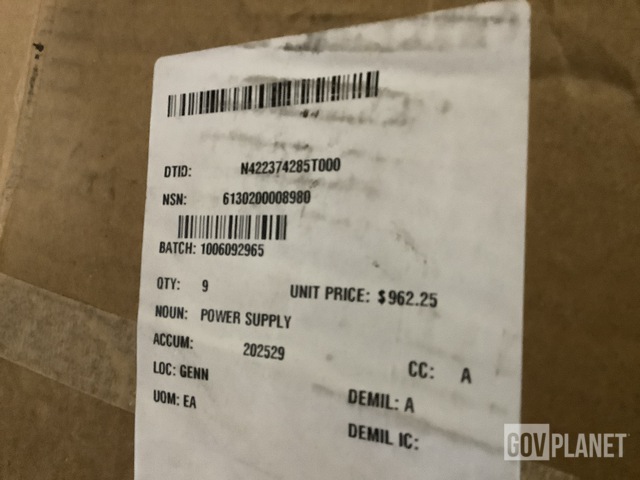 DTID: N422374285T000
NSN: 6130200008980
BATCH: 1006092965
QTY: 9 UNIT PRICE: $962.25
NOUN: POWER SUPPLY
ACCUM: 202529
CC: A
LOC: GENN
DEMIL: A
UOM: EA
DEMIL IC:
GOVPLANET